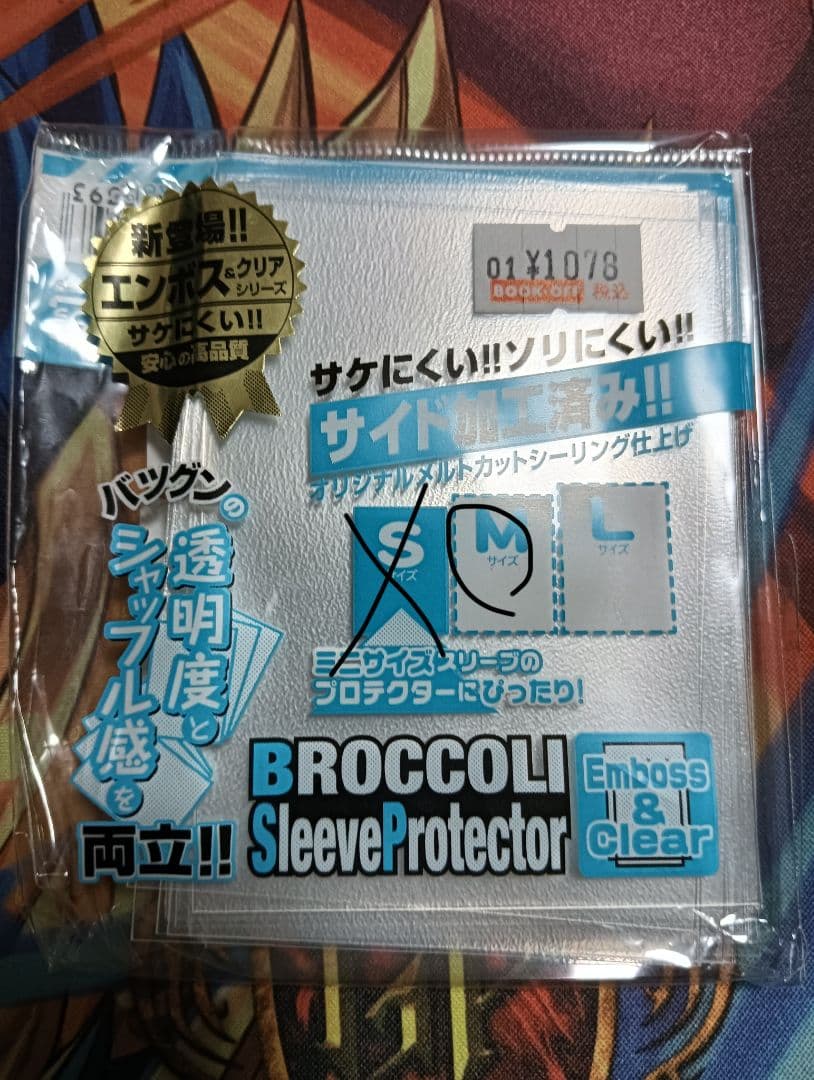 新登場!!
エンボス&クリア
シリーズ
サケにくい!!
安心の高品質
01 ¥1078
BOOK・OFF 税込
サケにくい!!ソリにくい!!
サイド加工済み!!
オリジナルメルトカットシーリング仕上げ
S
サイズ
M
サイズ
L
サイズ
ミニサイズスリーブの
プロテクターにぴったり!
バツグンの
透明度と
シャッフル感を
両立!!
BROCCOLI
SleeveProtector
Emboss
&
Clear